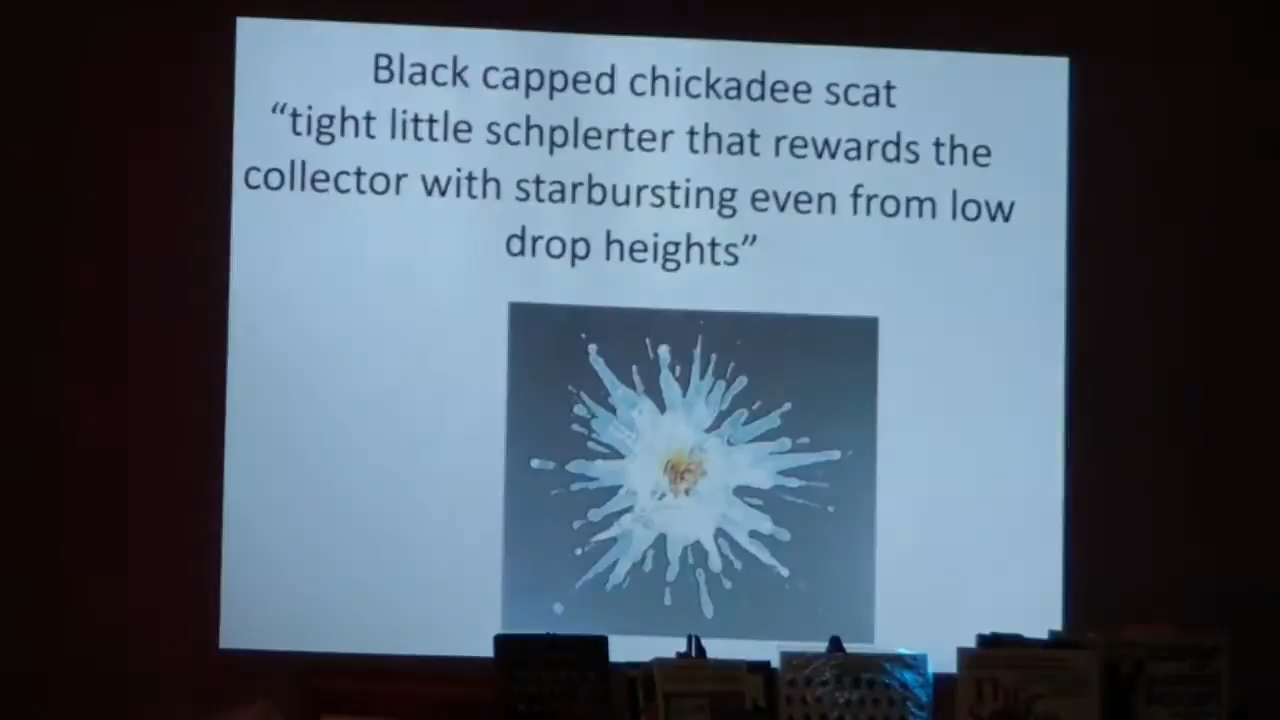 Black capped chickadee scat
“tight little schplerter that rewards the
collector with starbursting even from low
drop heights”